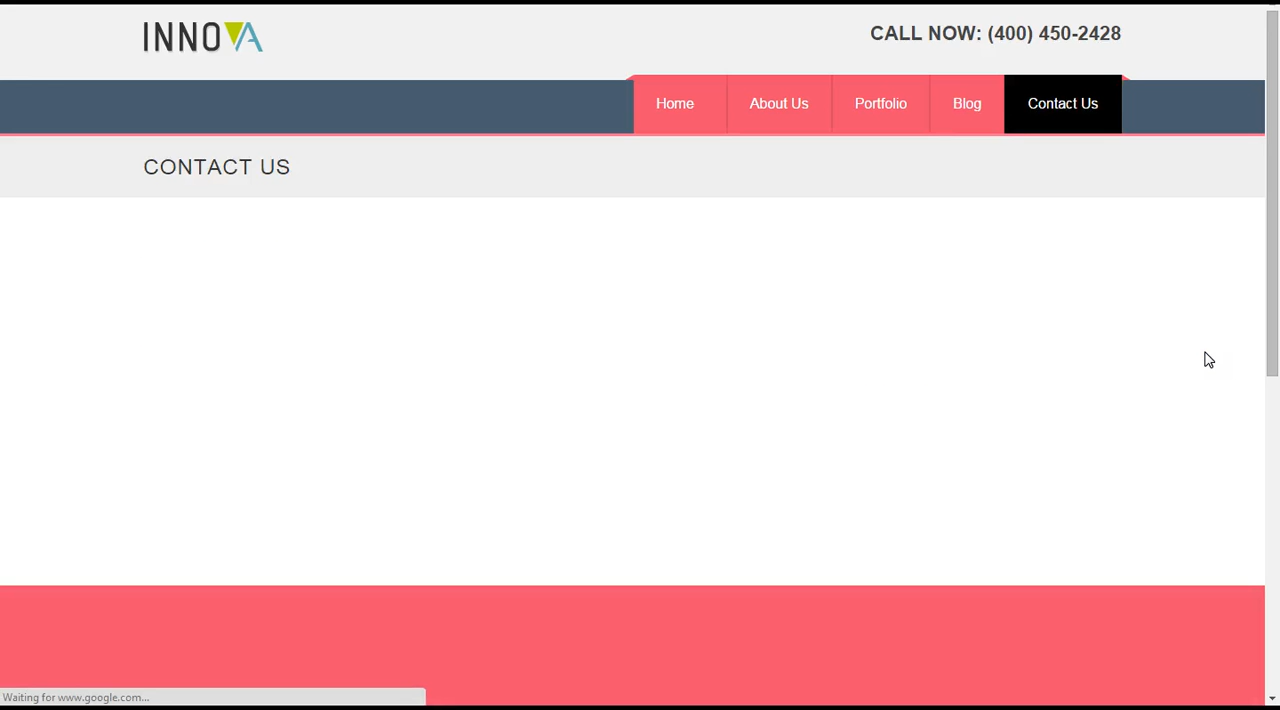 INNOVA
CALL NOW: (400) 450-2428
Home About Us Portfolio Blog Contact Us
CONTACT US
Waiting for www.google.com...